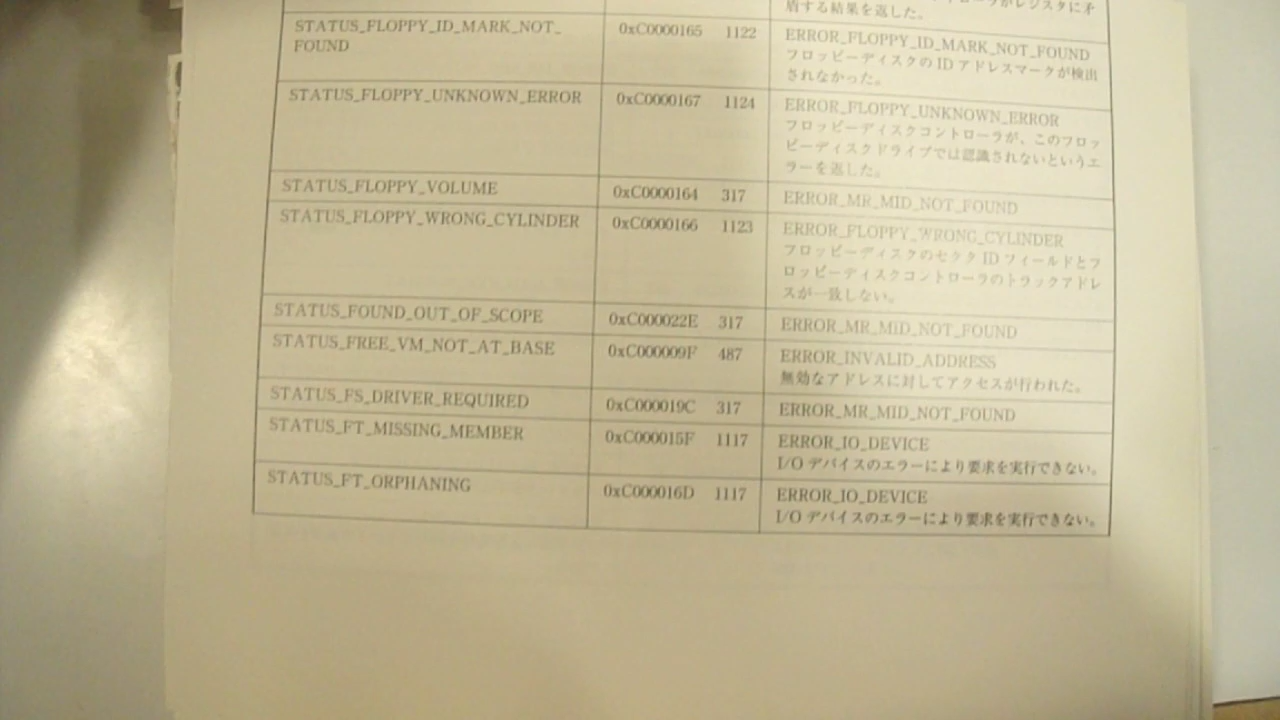 盾する結果を返した。
STATUS_FLOPPY_ID_MARK_NOT_ 0xC0000165 1122 ERROR_FLOPPY_ID_MARK_NOT_FOUND
FOUND フロッピーディスクの ID アドレスマークが検出
されなかった。
STATUS_FLOPPY_UNKNOWN_ERROR 0xC0000167 1124 ERROR_FLOPPY_UNKNOWN_ERROR
フロッピーディスクコントローラが、このフロッ
ピーディスクドライブでは認識されないというエ
ラーを返した。
STATUS_FLOPPY_VOLUME 0xC0000164 317 ERROR_MR_MID_NOT_FOUND
STATUS_FLOPPY_WRONG_CYLINDER 0xC0000166 1123 ERROR_FLOPPY_WRONG_CYLINDER
フロッピーディスクのセクタ ID フィールドとフ
ロッピーディスクコントローラのトラックアドレ
スが一致しない。
STATUS_FOUND_OUT_OF_SCOPE 0xC000022E 317 ERROR_MR_MID_NOT_FOUND
STATUS_FREE_VM_NOT_AT_BASE 0xC000009F 487 ERROR_INVALID_ADDRESS
無効なアドレスに対してアクセスが行われた。
STATUS_FS_DRIVER_REQUIRED 0xC000019C 317 ERROR_MR_MID_NOT_FOUND
STATUS_FT_MISSING_MEMBER 0xC000015F 1117 ERROR_IO_DEVICE
I/O デバイスのエラーにより要求を実行できない。
STATUS_FT_ORPHANING 0xC000016D 1117 ERROR_IO_DEVICE
I/O デバイスのエラーにより要求を実行できない。